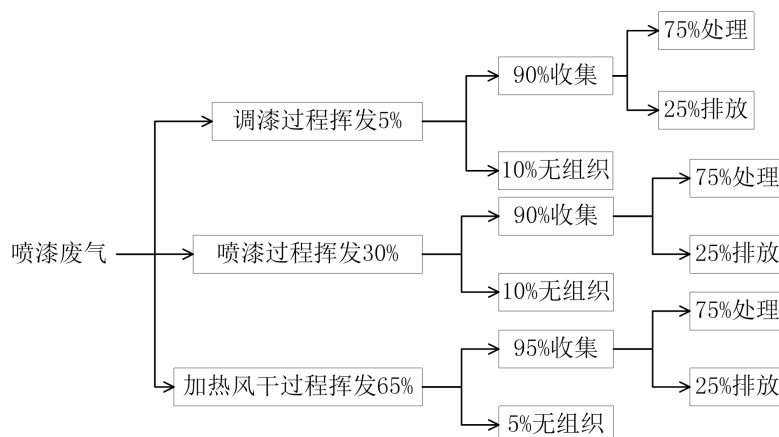 喷漆废气
调漆过程挥发5%
90%收集
75%处理
25%排放
10%无组织
喷漆过程挥发30%
90%收集
75%处理
25%排放
10%无组织
加热风干过程挥发65%
95%收集
75%处理
25%排放
5%无组织